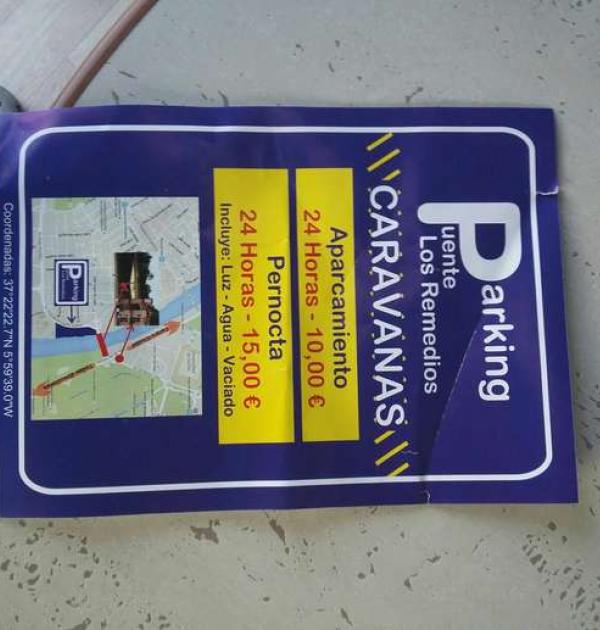 Parking
Puente
Los Remedios
CARAVANAS
Aparcamiento
24 Horas - 10,00 €
Pernocta
24 Horas - 15,00 €
Incluye: Luz - Agua - Vaciado
Parking
Coordenadas: 37°22'22.7"N 5°59'39.0"W